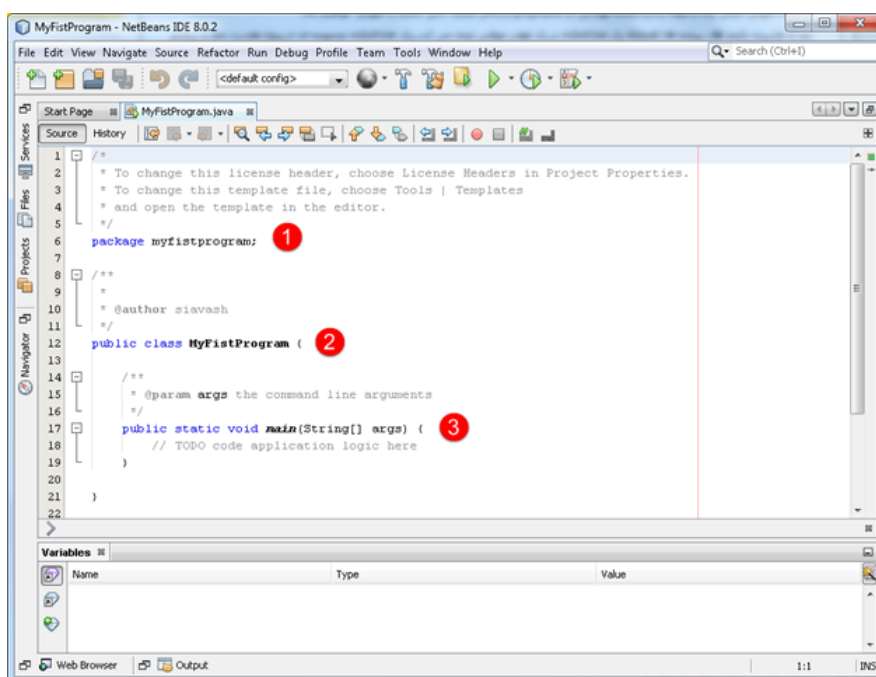 MyFistProgram - NetBeans IDE 8.0.2
File Edit View Navigate Source Refactor Run Debug Profile Team Tools Window Help
Search (Ctrl+I)
<default config>
Start Page
MyFistProgram.java
Source History
Services
Files
Projects
Navigator
1 /*
2 * To change this license header, choose License Headers in Project Properties.
3 * To change this template file, choose Tools | Templates
4 * and open the template in the editor.
5 */
6 package myfistprogram; 1
7
8 /**
9 *
10 * @author siavash
11 */
12 public class MyFistProgram { 2
13
14 /**
15 * @param args the command line arguments
16 */
17 public static void main(String[] args) { 3
18 // TODO code application logic here
19 }
20
21 }
22
Variables
Name Type Value
Web Browser Output 1:1 INS